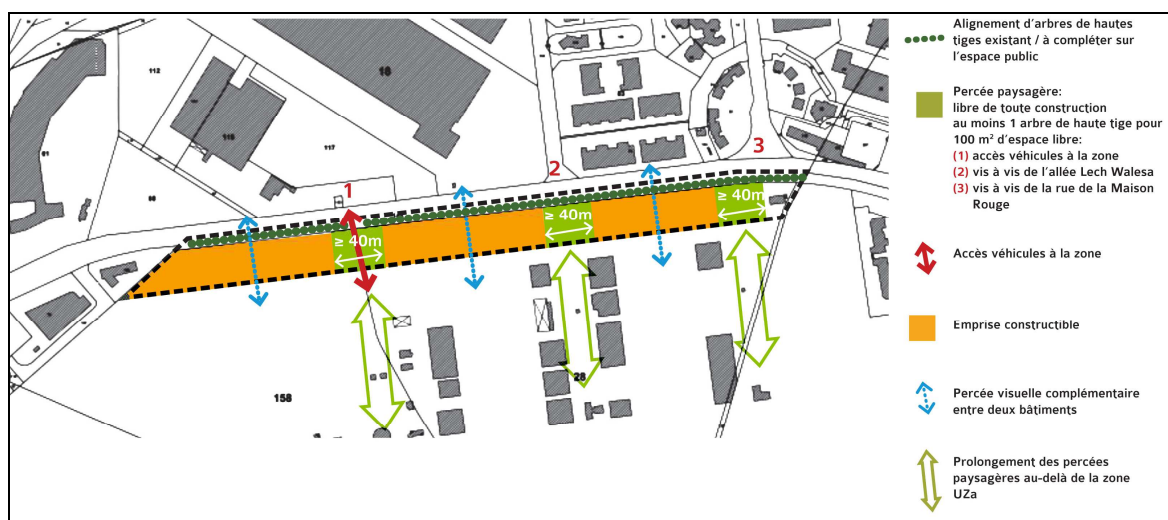 112
18
61
110
88
1
2
3
≥ 40m
≥ 40m
≥ 40m
158
28
Alignement d'arbres de hautes
tiges existant / à compléter sur
l'espace public
Percée paysagère:
libre de toute construction
au moins 1 arbre de haute tige pour
100 m² d'espace libre:
(1) accès véhicules à la zone
(2) vis à vis de l'allée Lech Walesa
(3) vis à vis de la rue de la Maison
Rouge
Accès véhicules à la zone
Emprise constructible
Percée visuelle complémentaire
entre deux bâtiments
Prolongement des percées
paysagères au-delà de la zone
UZa